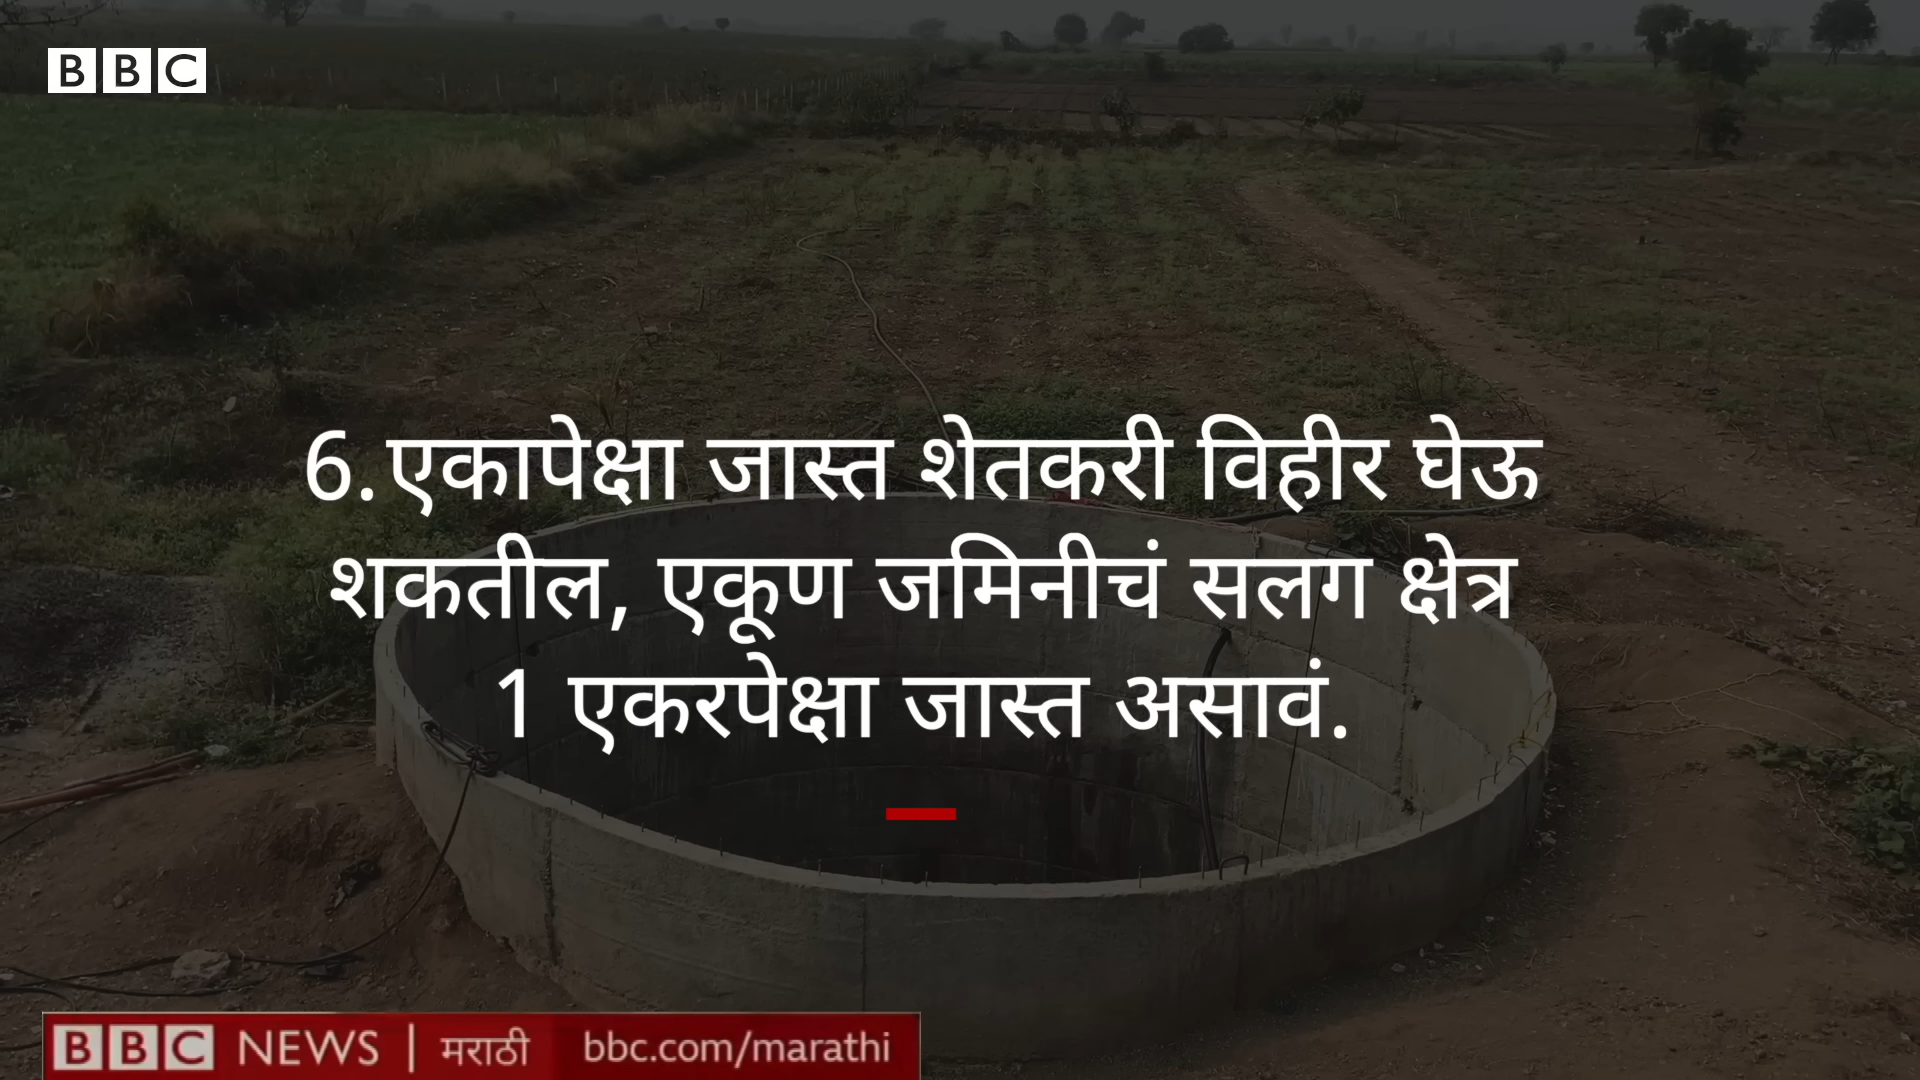 BBC
6.एकापेक्षा जास्त शेतकरी विहीर घेऊ
शकतील, एकूण जमिनीचं सलग क्षेत्र
1 एकरपेक्षा जास्त असावं.
BBC NEWS | मराठी bbc.com/marathi